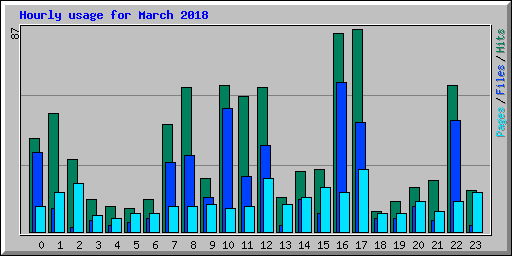 Hourly usage for March 2018
87
Pages/Files/Hits
0 1 2 3 4 5 6 7 8 9 10 11 12 13 14 15 16 17 18 19 20 21 22 23